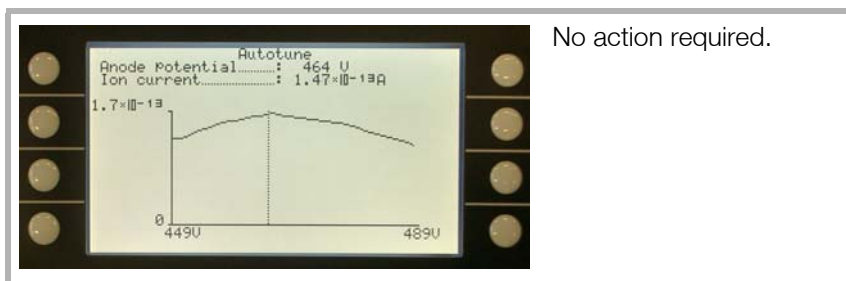 Autotune
Anode Potential......: 464 V
Ion current..........: 1.47×10-13A
1.7×10-13
0
449V
489V
No action required.